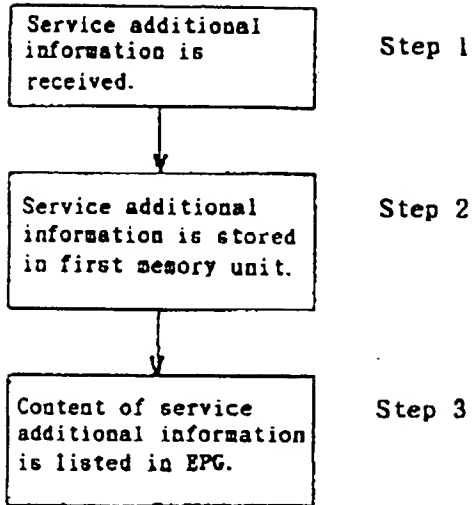 Service additional
information is
received.
Step 1
Service additional
information is stored
in first memory unit.
Step 2
Content of service
additional information
is listed in EPG.
Step 3